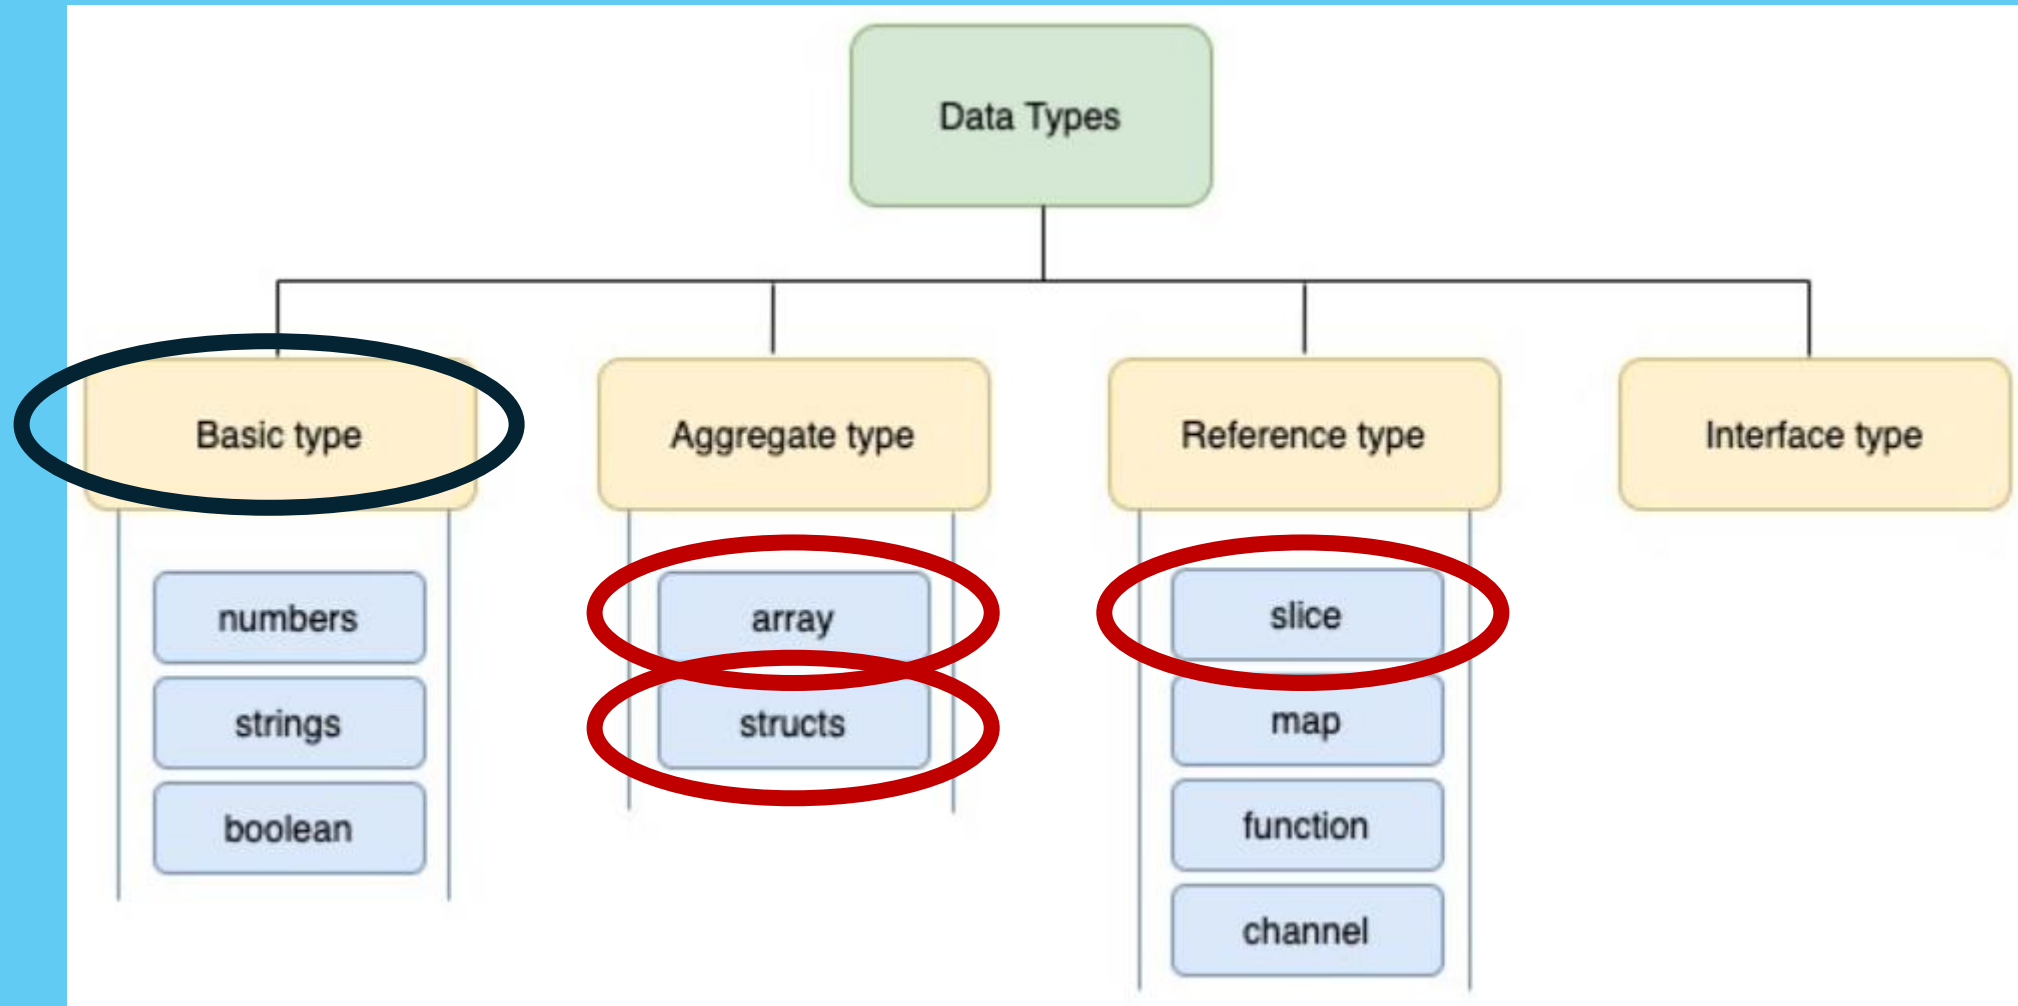 Data Types
Basic type
Aggregate type
Reference type
Interface type
numbers
strings
boolean
array
structs
slice
map
function
channel